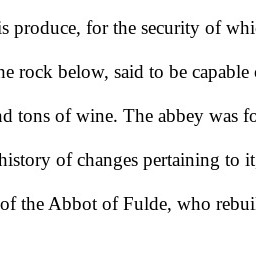 is produce, for the security of whi
he rock below, said to be capable
nd tons of wine. The abbey was fo
history of changes pertaining to it
of the Abbot of Fulde, who rebui